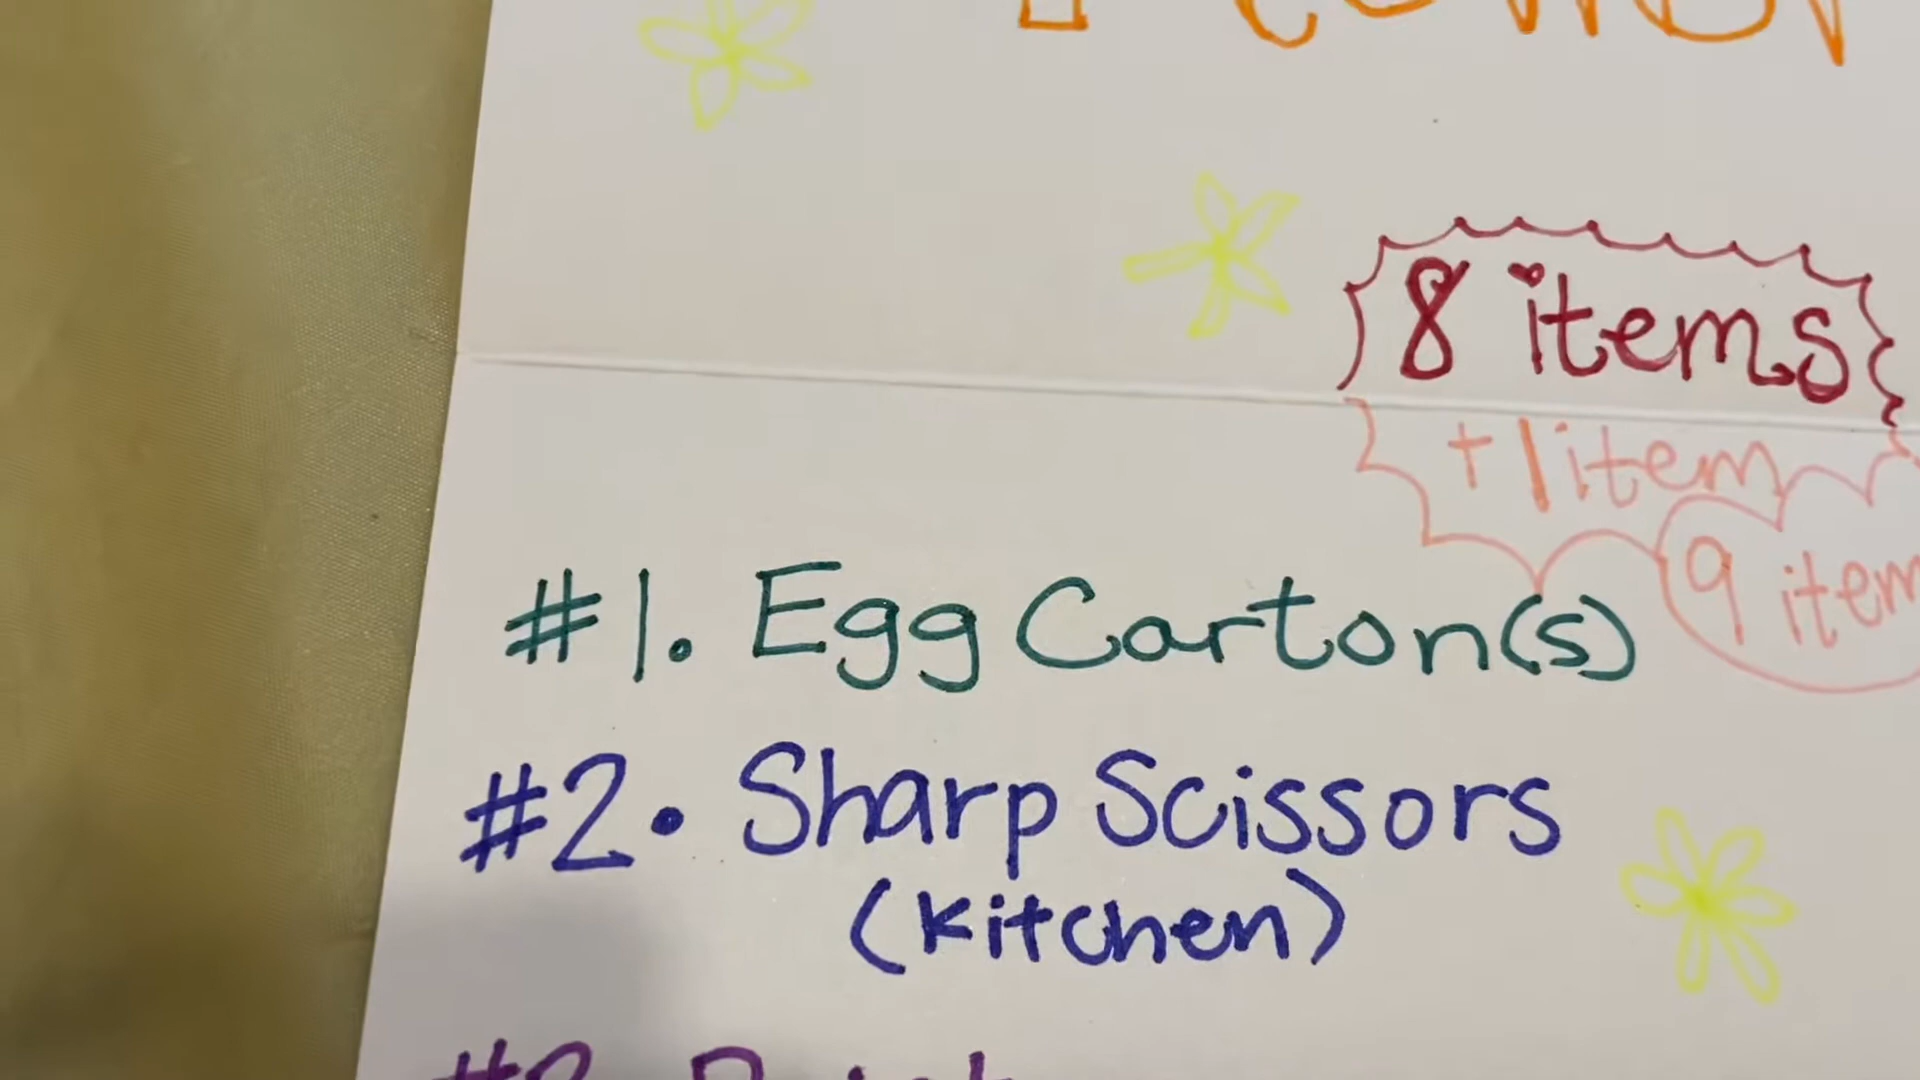 8 items
+1 item
9 item
#1. Egg Carton(s)
#2. Sharp Scissors
(kitchen)